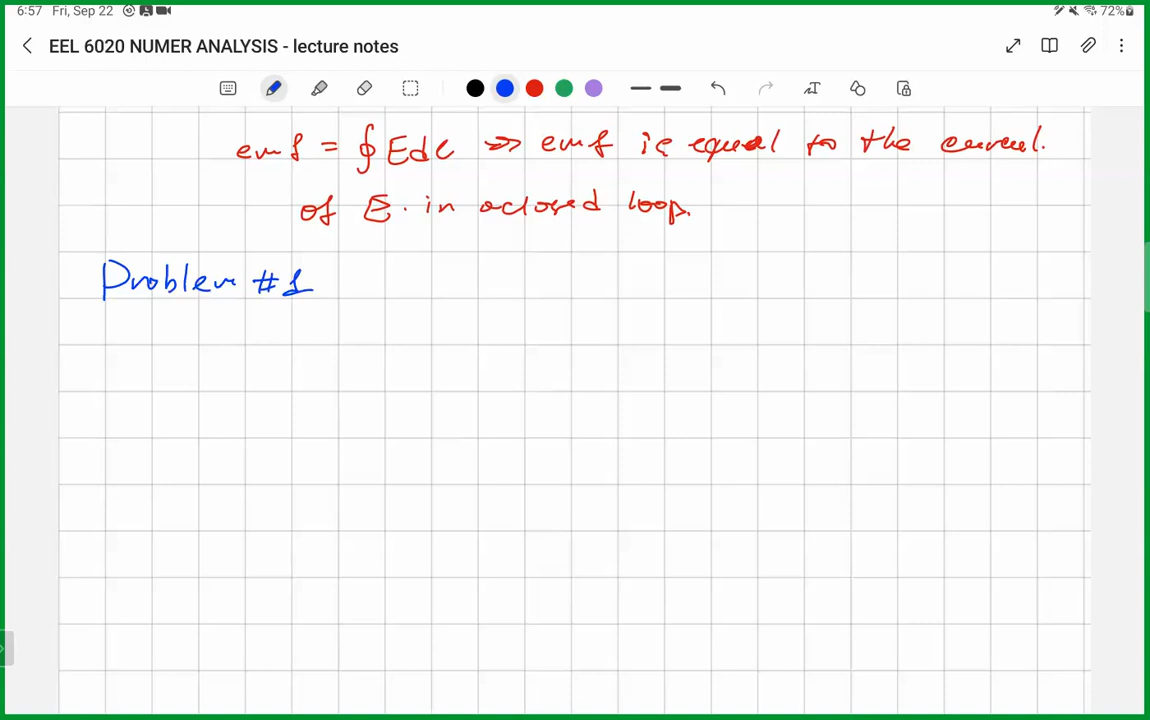 6:57 Fri, Sep 22
72%
EEL 6020 NUMER ANALYSIS - lecture notes
emf = ∮ Edl => emf is equal to the
of E. in a closed loop.
Problem #1